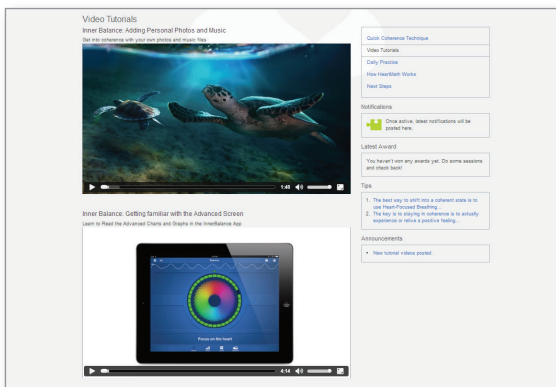 Video Tutorials
Inner Balance: Adding Personal Photos and Music
Get into coherence with your own photos and music files
1:48
Inner Balance: Getting familiar with the Advanced Screen
Learn to Read the Advanced Charts and Graphs in the InnerBalance App
Focus on the heart
4:14
Quick Coherence Technique
Video Tutorials
Daily Practice
How HeartMath Works
Next Steps
Notifications
Once active, latest notifications will be
posted here.
Latest Award
You haven't won any awards yet. Do some sessions
and check back!
Tips
1. The best way to shift into a coherent state is to
use Heart-Focused Breathing...
2. The key is to staying in coherence is to actually
experience or relive a positive feeling...
Announcements
• New tutorial videos posted